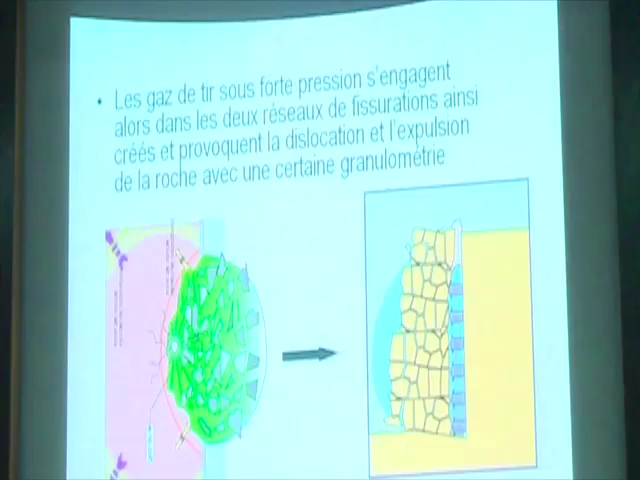 • Les gaz de tir sous forte pression s'engagent
alors dans les deux réseaux de fissurations ainsi
créés et provoquent la dislocation et l'expulsion
de la roche avec une certaine granulométrie